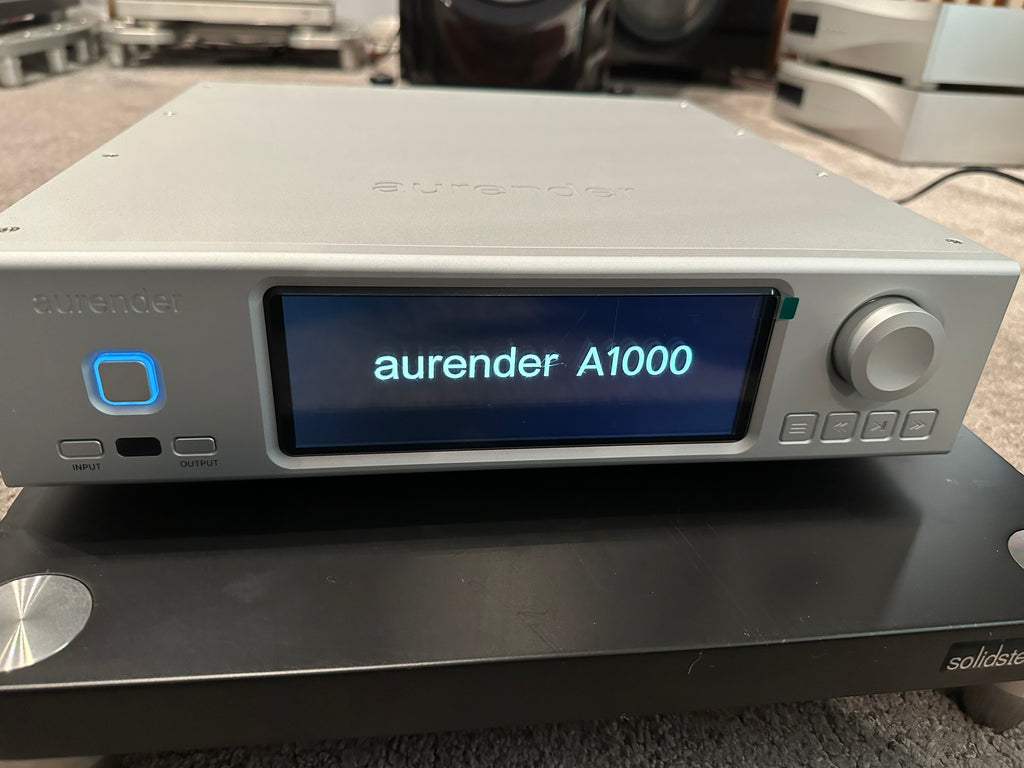 aurender
aurender
aurender A1000
INPUT
OUTPUT
solidste